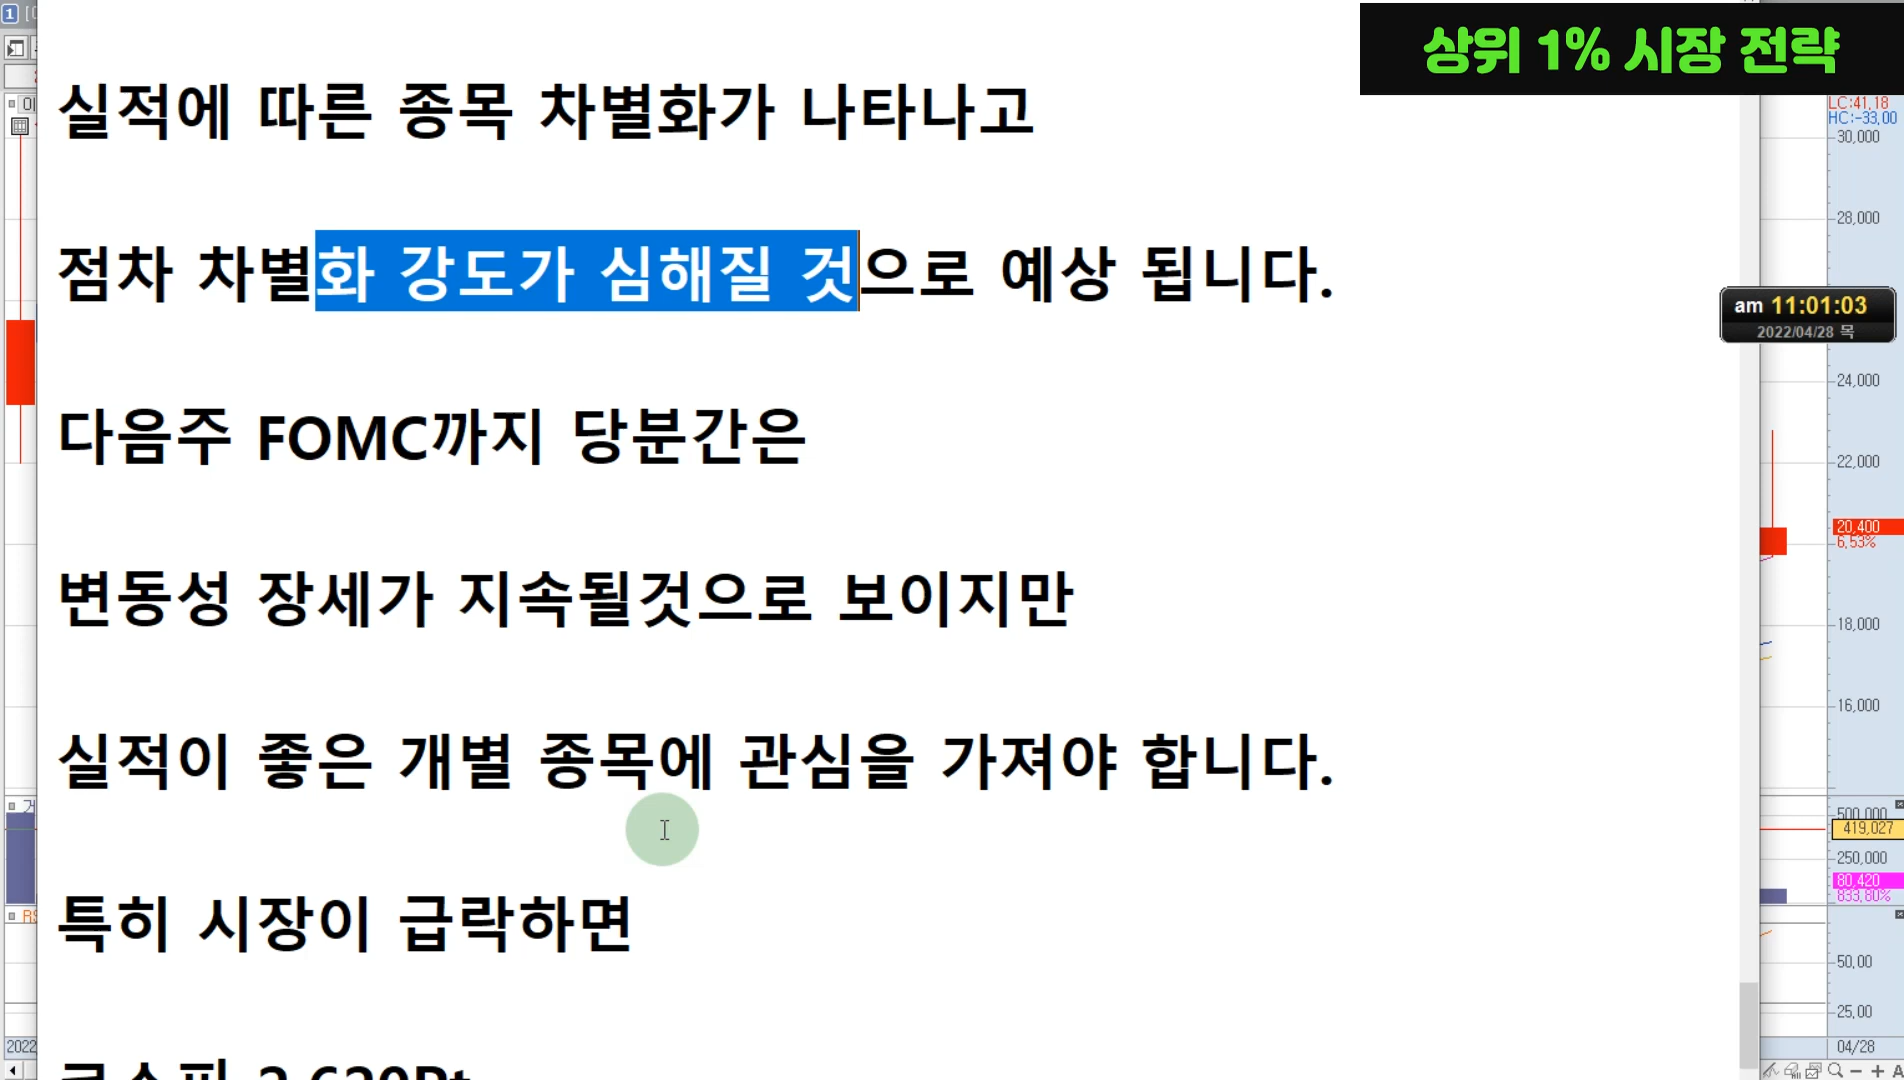 상위 1% 시장 전략
실적에 따른 종목 차별화가 나타나고
점차 차별화 강도가 심해질 것으로 예상 됩니다.
다음주 FOMC까지 당분간은
변동성 장세가 지속될것으로 보이지만
실적이 좋은 개별 종목에 관심을 가져야 합니다.
특히 시장이 급락하면
am 11:01:03
2022/04/28 목
LC:41,18
HC:-33,00
30,000
28,000
24,000
22,000
20,400
6,53%
18,000
16,000
500,000
419,027
250,000
80,420
833,80%
50,00
25,00
04/28
2022